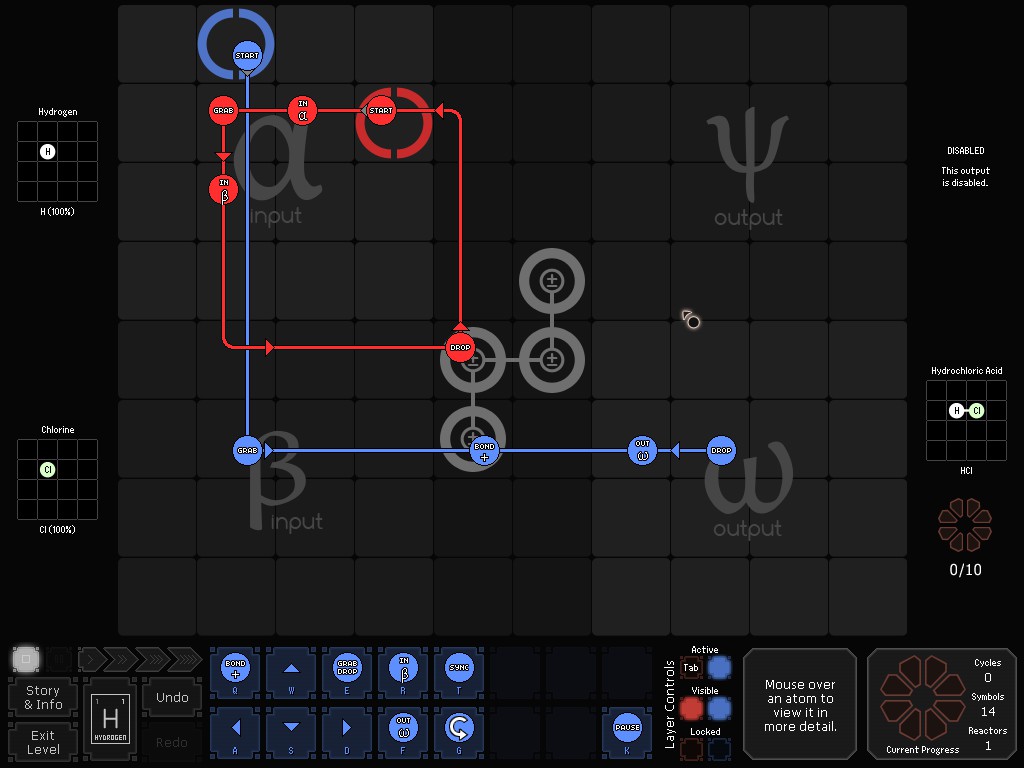 START
GRAB
IN
α
START
IN
β
DROP
GRAB
BOND
+
OUT
ω
DROP
α
input
β
input
ψ
output
ω
output
Hydrogen
H
H (100%)
Chlorine
Cl
Cl (100%)
DISABLED
This output
is disabled.
Hydrochloric Acid
H Cl
HCl
0/10
Story
& Info
Exit
Level
1 1
H
HYDROGEN
Undo
Redo
BOND
+
Q
W
GRAB
DROP
E
IN
β
R
SYNC
T
A
S
D
OUT
ω
F
G
PAUSE
K
Layer Controls
Active
Tab
Visible
Locked
Mouse over
an atom to
view it in
more detail.
Cycles
0
Symbols
14
Reactors
1
Current Progress